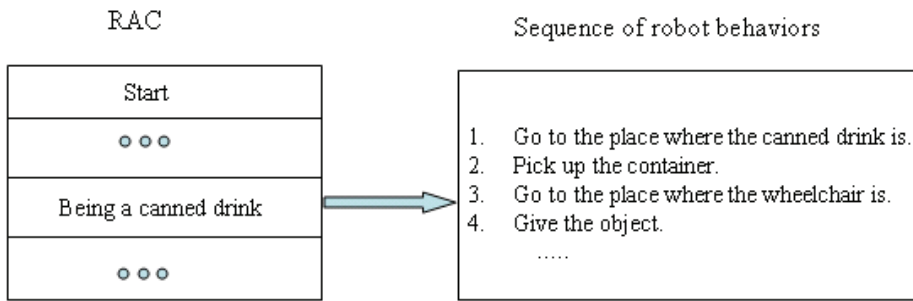 RAC
Sequence of robot behaviors
Start
Being a canned drink
1. Go to the place where the canned drink is.
2. Pick up the container.
3. Go to the place where the wheelchair is.
4. Give the object.
.....